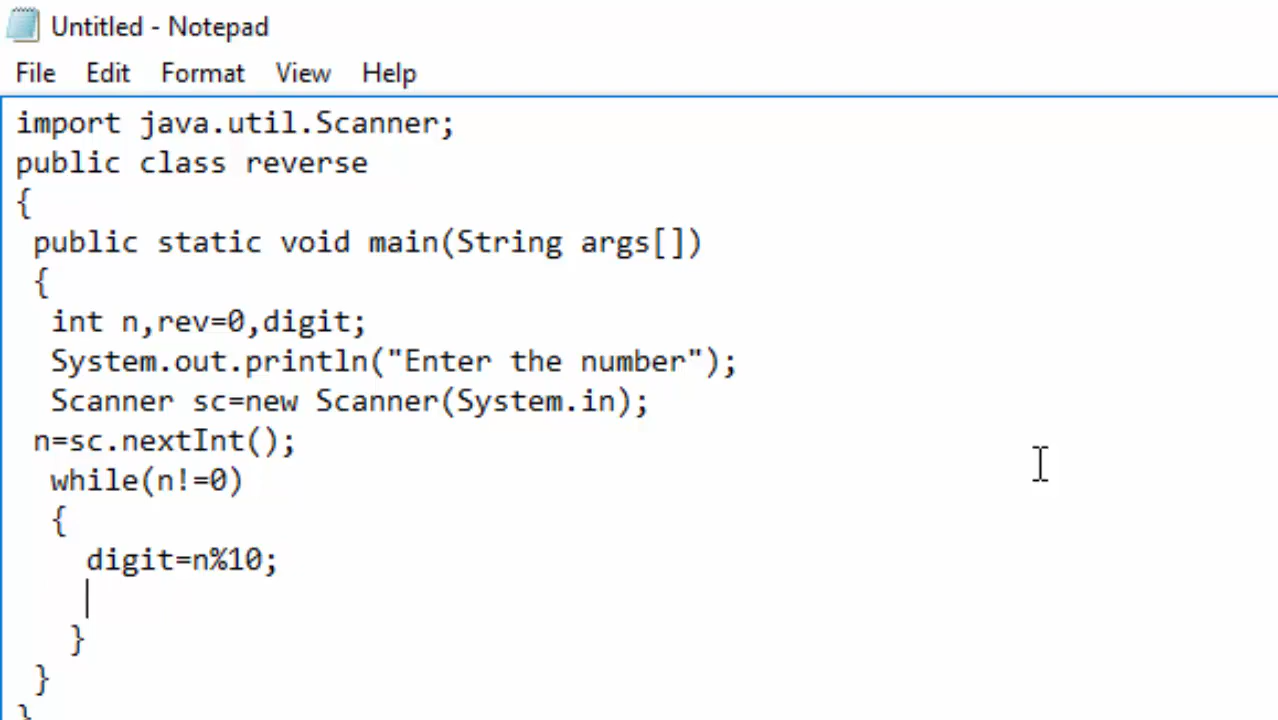 Untitled - Notepad
File Edit Format View Help
import java.util.Scanner;
public class reverse
{
public static void main(String args[])
{
int n,rev=0,digit;
System.out.println("Enter the number");
Scanner sc=new Scanner(System.in);
n=sc.nextInt();
while(n!=0)
{
digit=n%10;
}
}
}